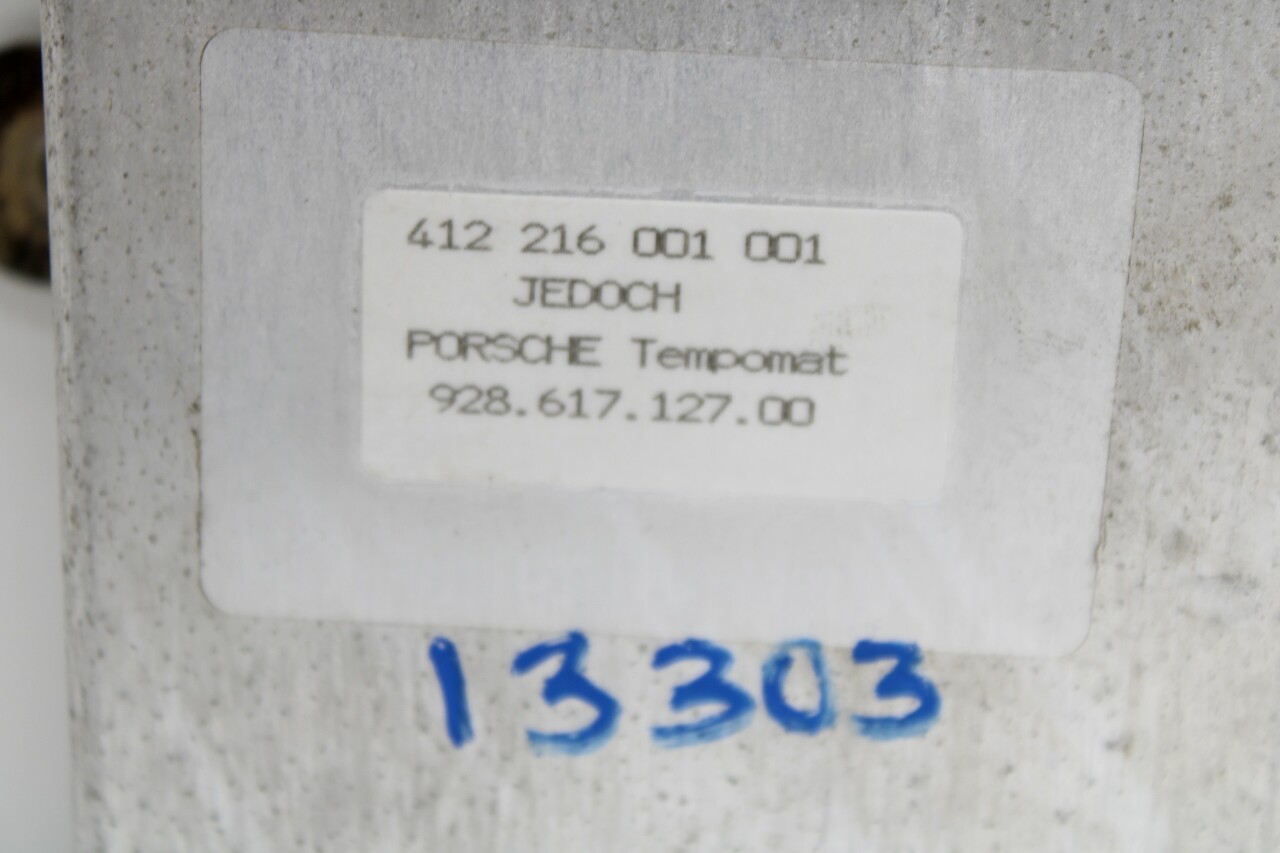 412 216 001 001
JEDOCH
PORSCHE Tempomat
928.617.127.00
13303